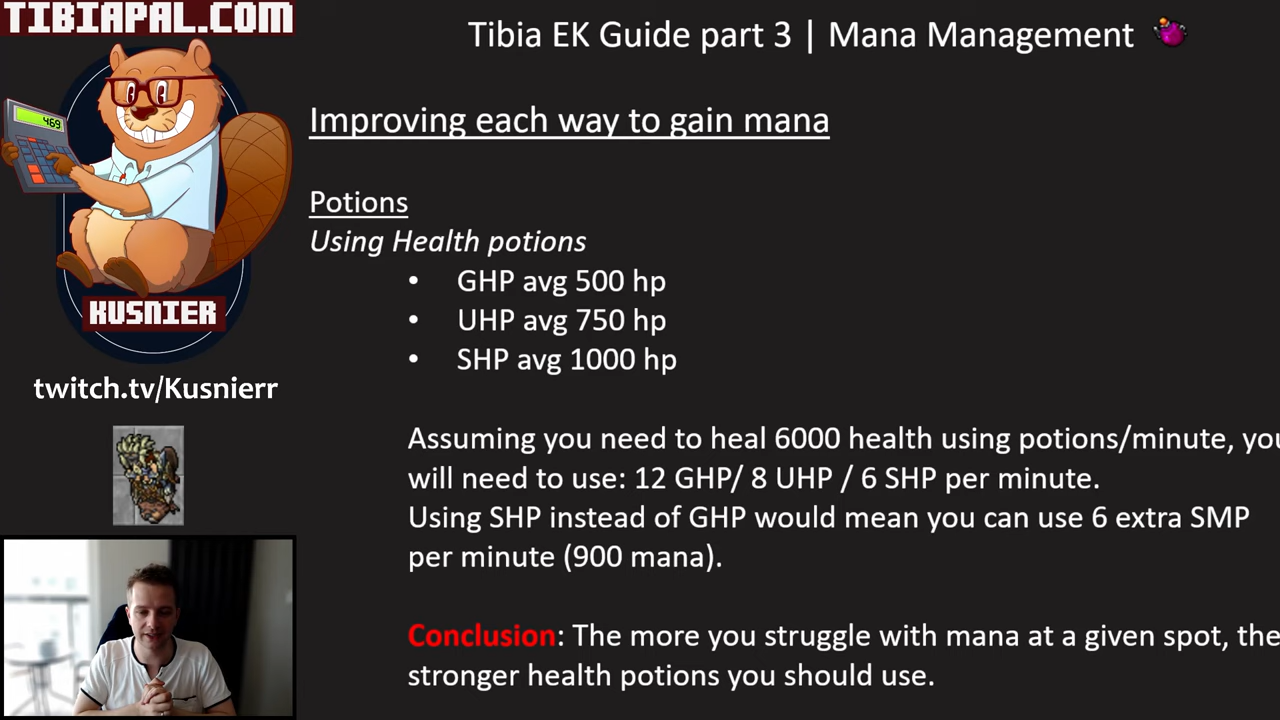 TIBIAPAL.COM
Tibia EK Guide part 3 | Mana Management
469
Improving each way to gain mana
Potions
Using Health potions
• GHP avg 500 hp
• UHP avg 750 hp
• SHP avg 1000 hp
KUSNIER
twitch.tv/Kusnierr
Assuming you need to heal 6000 health using potions/minute, you
will need to use: 12 GHP/ 8 UHP / 6 SHP per minute.
Using SHP instead of GHP would mean you can use 6 extra SMP
per minute (900 mana).
Conclusion: The more you struggle with mana at a given spot, the
stronger health potions you should use.